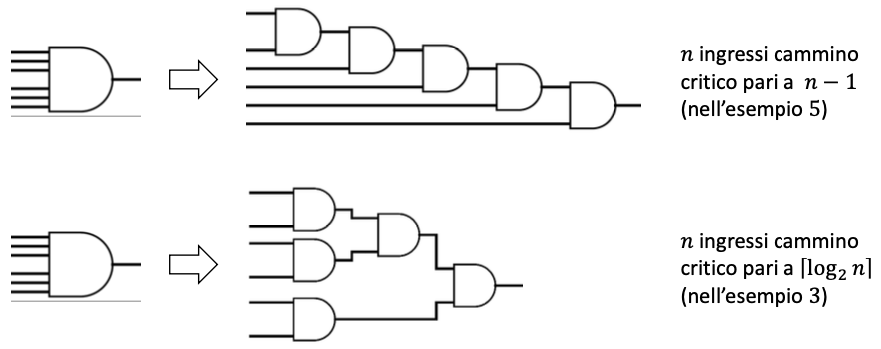 n ingressi cammino
critico pari a n − 1
(nell'esempio 5)
n ingressi cammino
critico pari a ⌈log₂ n⌉
(nell'esempio 3)